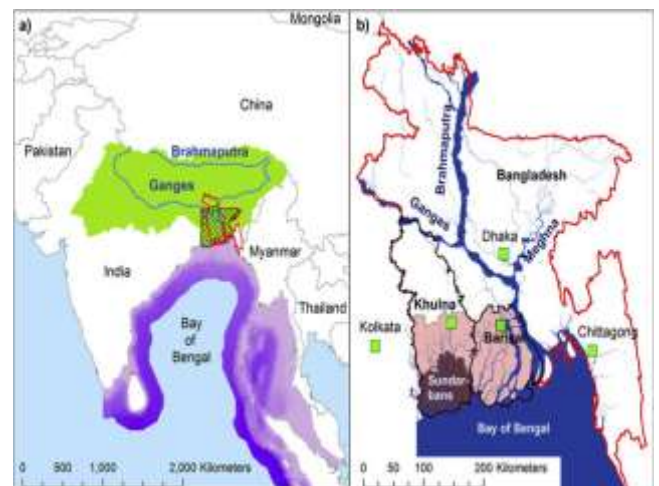 a)
Mongolia
China
Pakistan
Brahmaputra
Ganges
Myanmar
India
Thailand
Bay
of
Bengal
0 500 1,000 2,000 Kilometers
b)
Brahmaputra
Bangladesh
Ganges
Dhaka
Meghna
Khulna
Kolkata
Barisal
Chittagong
Sundar-
bans
Bay of Bengal
0 50 100 200 Kilometers